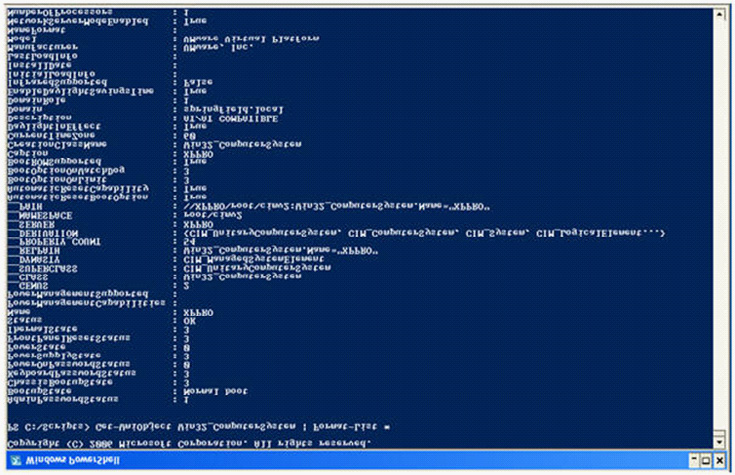 Windows PowerShell
Copyright (C) 2006 Microsoft Corporation. All rights reserved.
PS C:\Scripts> Get-WmiObject Win32_ComputerSystem | Format-List *
AdminPasswordStatus : 1
BootupState : Normal boot
ChassisBootupState : 3
KeyboardPasswordStatus : 3
PowerOnPasswordStatus : 0
PowerSupplyState : 3
PowerState : 0
FrontPanelResetStatus : 3
ThermalState : 3
Status : OK
Name : XPPRO
PowerManagementCapabilities :
PowerManagementSupported :
__GENUS : 2
__CLASS : Win32_ComputerSystem
__SUPERCLASS : CIM_UnitaryComputerSystem
__DYNASTY : CIM_ManagedSystemElement
__RELPATH : Win32_ComputerSystem.Name="XPPRO"
__PROPERTY_COUNT : 54
__DERIVATION : {CIM_UnitaryComputerSystem, CIM_ComputerSystem, CIM_System, CIM_LogicalElement...}
__SERVER : XPPRO
__NAMESPACE : root\cimv2
__PATH : \\XPPRO\root\cimv2:Win32_ComputerSystem.Name="XPPRO"
AutomaticResetBootOption : True
AutomaticResetCapability : True
BootOptionOnLimit : 3
BootOptionOnWatchDog : 3
BootROMSupported : True
Caption : XPPRO
CreationClassName : Win32_ComputerSystem
CurrentTimeZone : 60
DaylightInEffect : True
Description : AT/AT COMPATIBLE
Domain : springfield.local
DomainRole : 1
EnableDaylightSavingsTime : True
InfraredSupported : False
InitialLoadInfo :
InstallDate :
LastLoadInfo :
Manufacturer : VMware, Inc.
Model : VMware Virtual Platform
NameFormat :
NetworkServerModeEnabled : True
NumberOfProcessors : 1